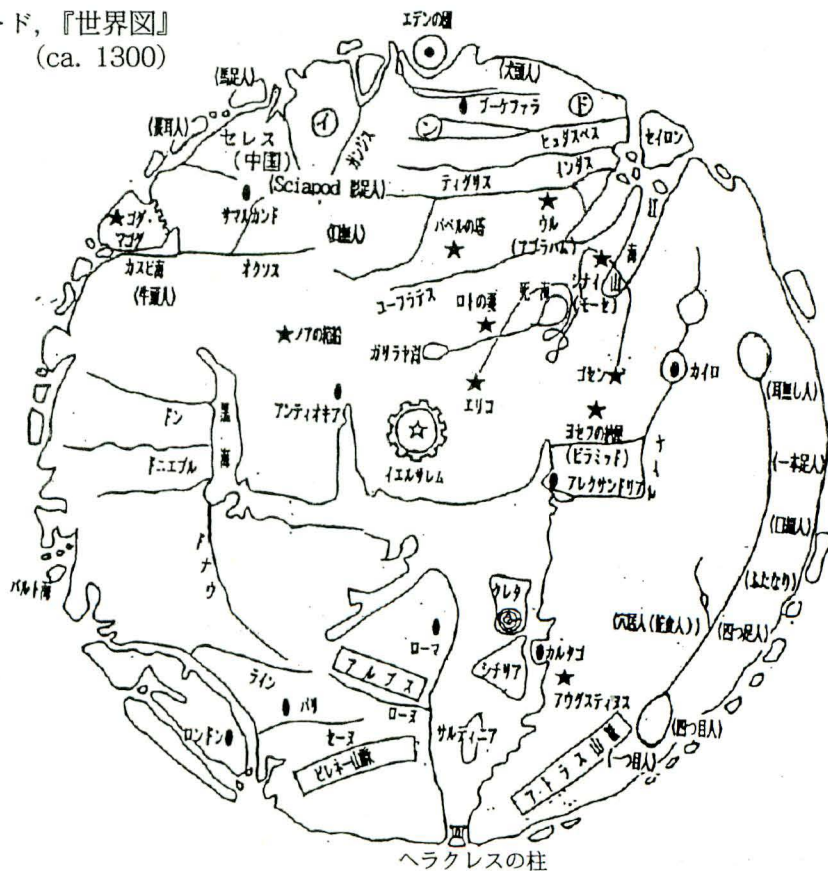 ド, 『世界図』
(ca. 1300)
エデンの園
(犬頭人)
(馬足人)
ブーケファラ
ド
イ
ン
(長耳人)
セレス
(中国)
ガンジス
ヒュダスペス
セイロン
インダス
(Sciapod 影足人)
ティグリス
★ゴグ・
マゴグ
サマルカンド
(口無人)
バベルの塔
ウル
(アブラハム)
紅海
カスピ海
オクソス
(牛頭人)
ユーフラテス
死海
シナイ山
(モーセ)
ロトの妻
★ノアの箱船
ガリラヤ湖
ゴセン
カイロ
アンティオキア
エリコ
(耳無し人)
ドン
黒海
ヨセフの納屋
(ピラミッド)
ナイル
ドニエプル
イエルサレム
アレクサンドリア
(一本足人)
ドナウ
バルト海
クレタ
(ふたなり)
ローマ
カルタゴ
(四つ足人)
アルプス
シチリア
アウグスティヌス
ライン
パリ
ローヌ
ロンドン
セーヌ
サルディニア
(四つ目人)
ピレネー山脈
アトラス山脈
(一つ目人)
ヘラクレスの柱